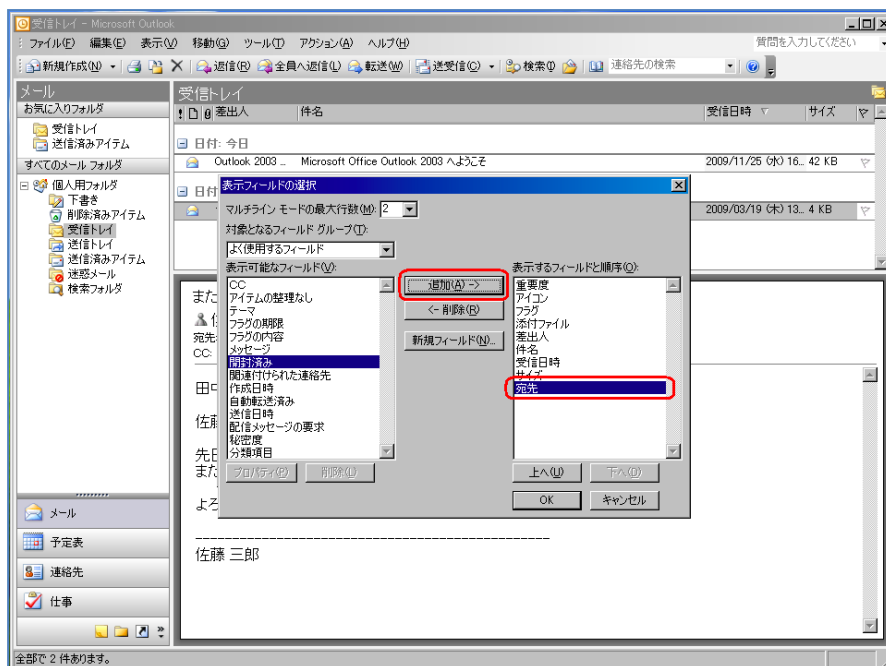 受信トレイ - Microsoft Outlook
ファイル(F) 編集(E) 表示(V) 移動(G) ツール(T) アクション(A) ヘルプ(H) 質問を入力してください
新規作成(N) 返信(R) 全員へ返信(L) 転送(W) 送受信(C) 検索(I) 連絡先の検索
メール
お気に入りフォルダ
受信トレイ
送信済みアイテム
すべてのメール フォルダ
個人用フォルダ
下書き
削除済みアイテム
受信トレイ
送信トレイ
送信済みアイテム
迷惑メール
検索フォルダ
メール
予定表
連絡先
仕事
受信トレイ
差出人 件名 受信日時 サイズ
日付: 今日
Outlook 2003 ... Microsoft Office Outlook 2003 へようこそ 2009/11/25 (水) 16... 42 KB
日付
2009/03/19 (木) 13... 4 KB
また
宛先:
CC:
田中
佐藤
先日
また
よろ
佐藤 三郎
表示フィールドの選択
マルチライン モードの最大行数(M): 2
対象となるフィールド グループ(T):
よく使用するフィールド
表示可能なフィールド(V):
CC
アイテムの整理なし
テーマ
フラグの期限
フラグの内容
メッセージ
開封済み
関連付けられた連絡先
作成日時
自動転送済み
送信日時
配信メッセージの要求
秘密度
分類項目
プロパティ(P) 削除(L)
追加(A) ->
<- 削除(R)
新規フィールド(N)...
表示するフィールドと順序(O):
重要度
アイコン
フラグ
添付ファイル
差出人
件名
受信日時
サイズ
宛先
上へ(U) 下へ(D)
OK キャンセル
全部で 2 件あります。